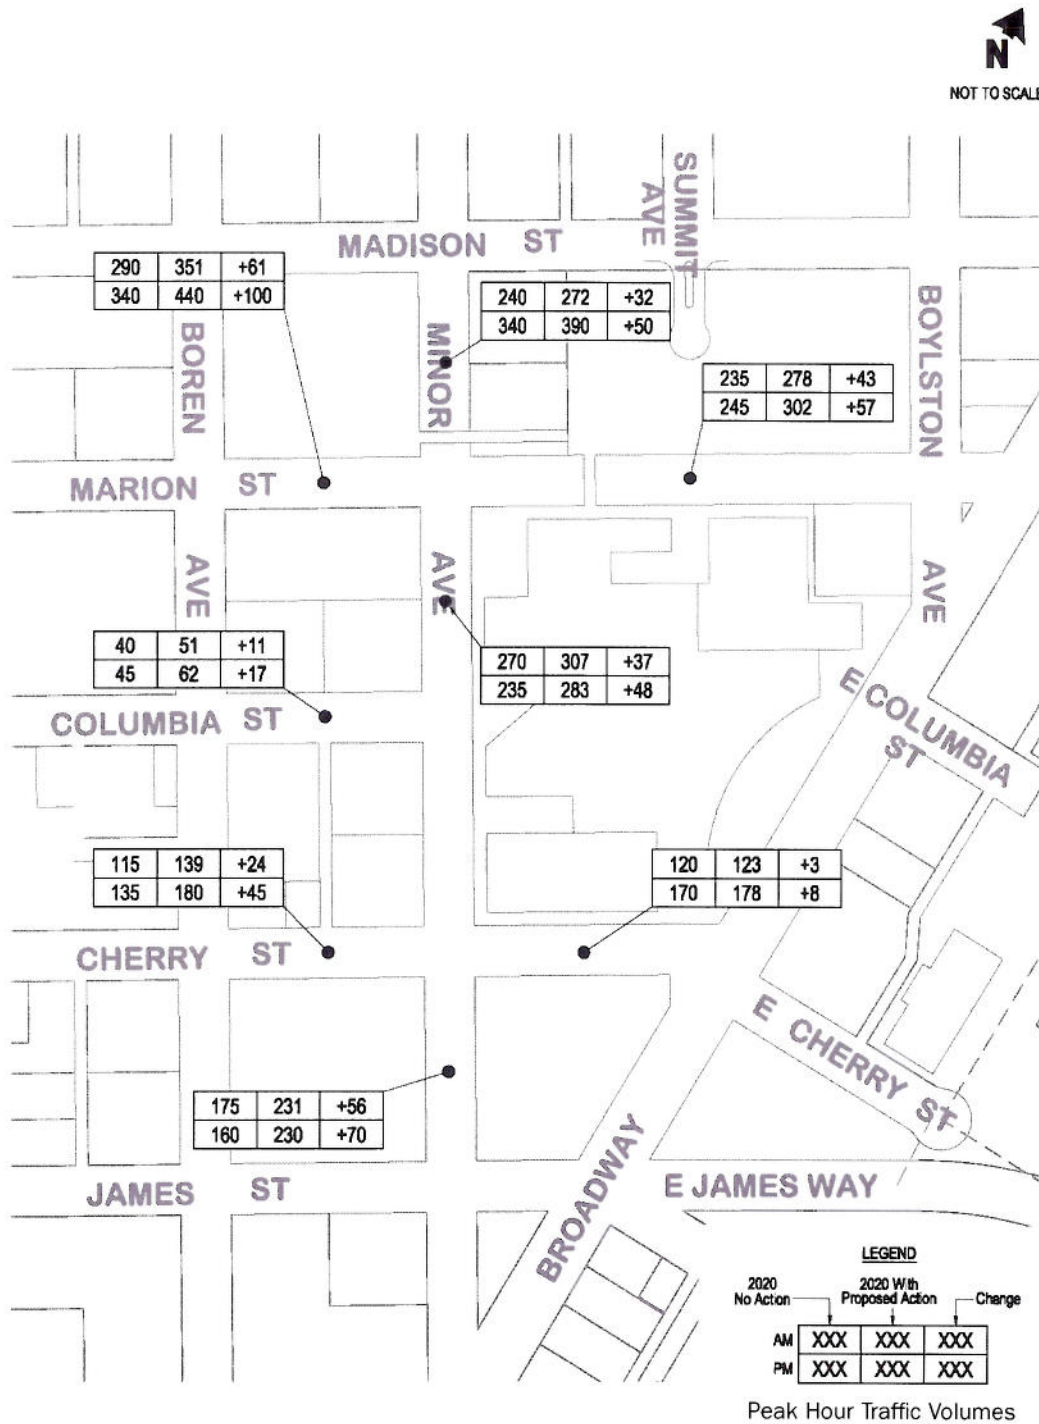 N
NOT TO SCALE
SUMMIT
AVE
MADISON ST
290 351 +61
340 440 +100
240 272 +32
340 390 +50
BOREN
MINOR
BOYLSTON
235 278 +43
245 302 +57
MARION ST
AVE
AVE
AVE
40 51 +11
45 62 +17
270 307 +37
235 283 +48
COLUMBIA ST
E COLUMBIA
ST
115 139 +24
135 180 +45
120 123 +3
170 178 +8
CHERRY ST
E CHERRY ST
175 231 +56
160 230 +70
BROADWAY
JAMES ST
E JAMES WAY
LEGEND
2020
No Action
2020 With
Proposed Action
Change
AM XXX XXX XXX
PM XXX XXX XXX
Peak Hour Traffic Volumes